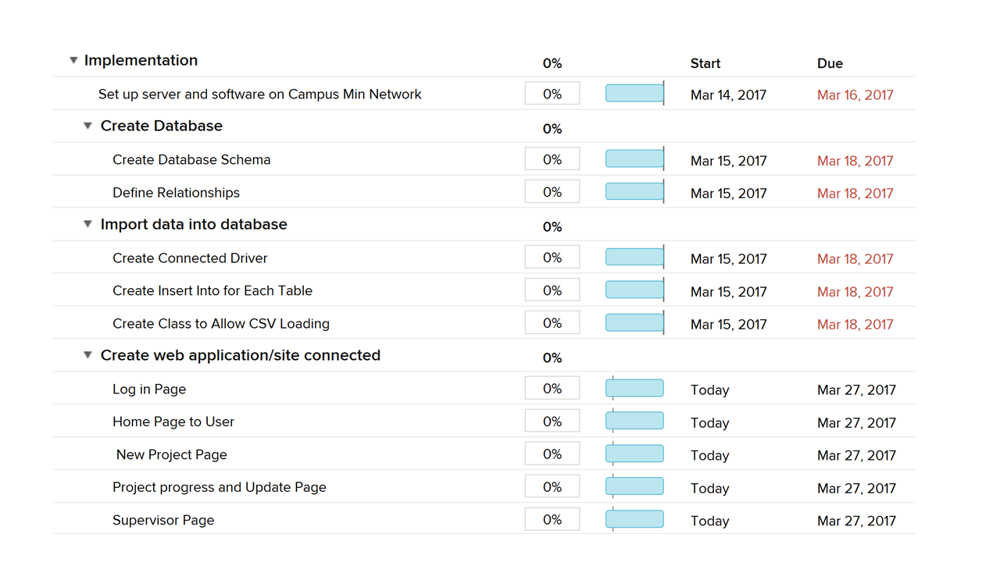 Implementation 0% Start Due
Set up server and software on Campus Min Network 0% Mar 14, 2017 Mar 16, 2017
Create Database 0%
Create Database Schema 0% Mar 15, 2017 Mar 18, 2017
Define Relationships 0% Mar 15, 2017 Mar 18, 2017
Import data into database 0%
Create Connected Driver 0% Mar 15, 2017 Mar 18, 2017
Create Insert Into for Each Table 0% Mar 15, 2017 Mar 18, 2017
Create Class to Allow CSV Loading 0% Mar 15, 2017 Mar 18, 2017
Create web application/site connected 0%
Log in Page 0% Today Mar 27, 2017
Home Page to User 0% Today Mar 27, 2017
New Project Page 0% Today Mar 27, 2017
Project progress and Update Page 0% Today Mar 27, 2017
Supervisor Page 0% Today Mar 27, 2017